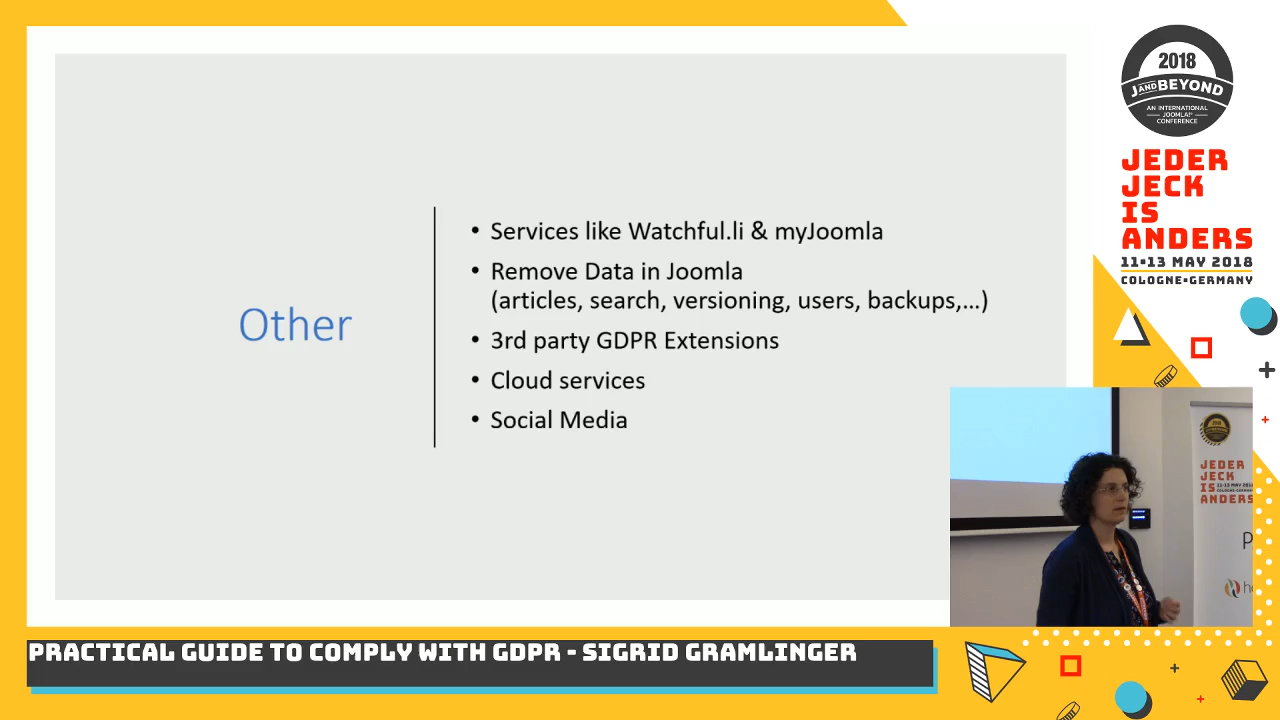 Other
• Services like Watchful.li & myJoomla
• Remove Data in Joomla
(articles, search, versioning, users, backups,...)
• 3rd party GDPR Extensions
• Cloud services
• Social Media
2018
J AND BEYOND
AN INTERNATIONAL
JOOMLA!
CONFERENCE
JEDER
JECK
IS
ANDERS
11-13 MAY 2018
COLOGNE•GERMANY
JEDER
JECK
IS
ANDERS
PRACTICAL GUIDE TO COMPLY WITH GDPR - SIGRID GRAMLINGER